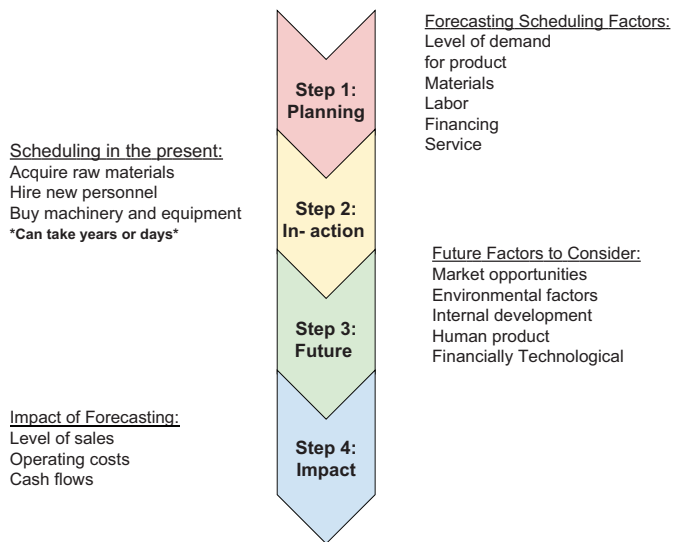 Forecasting Scheduling Factors:
Level of demand
for product
Materials
Labor
Financing
Service
Step 1:
Planning
Scheduling in the present:
Acquire raw materials
Hire new personnel
Buy machinery and equipment
*Can take years or days*
Step 2:
In- action
Future Factors to Consider:
Market opportunities
Environmental factors
Internal development
Human product
Financially Technological
Step 3:
Future
Impact of Forecasting:
Level of sales
Operating costs
Cash flows
Step 4:
Impact